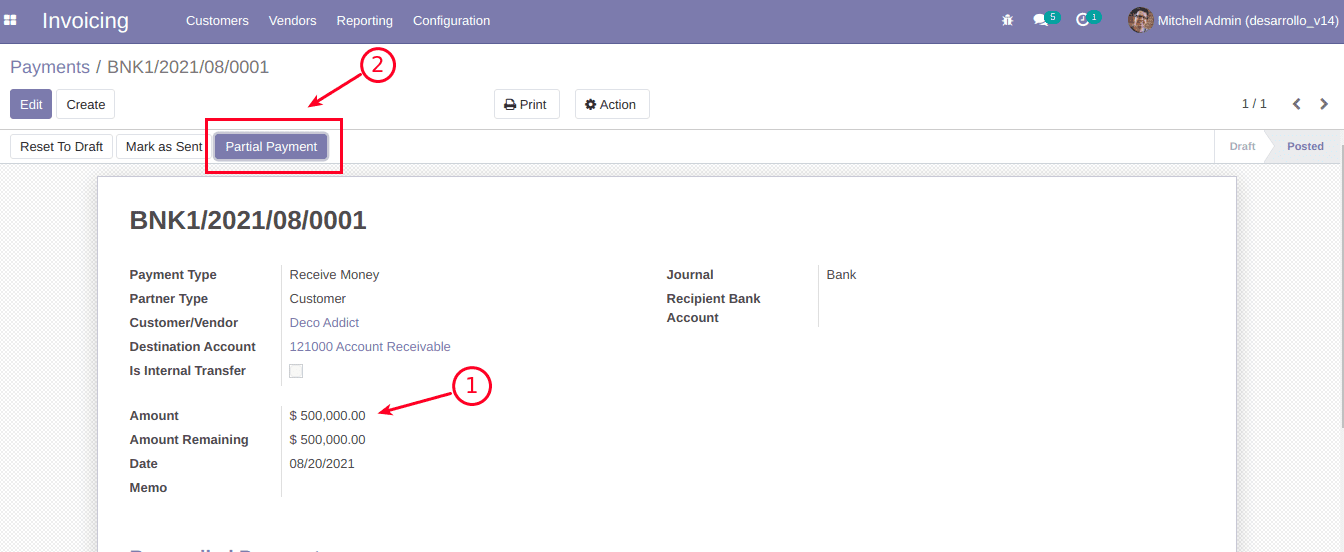 Invoicing Customers Vendors Reporting Configuration 5 1 Mitchell Admin (desarrollo_v14)
Payments / BNK1/2021/08/0001
2
Edit Create Print Action 1 / 1
Reset To Draft Mark as Sent Partial Payment Draft Posted
BNK1/2021/08/0001
Payment Type Receive Money Journal Bank
Partner Type Customer Recipient Bank
Account
Customer/Vendor Deco Addict
Destination Account 121000 Account Receivable
Is Internal Transfer
1
Amount $ 500,000.00
Amount Remaining $ 500,000.00
Date 08/20/2021
Memo